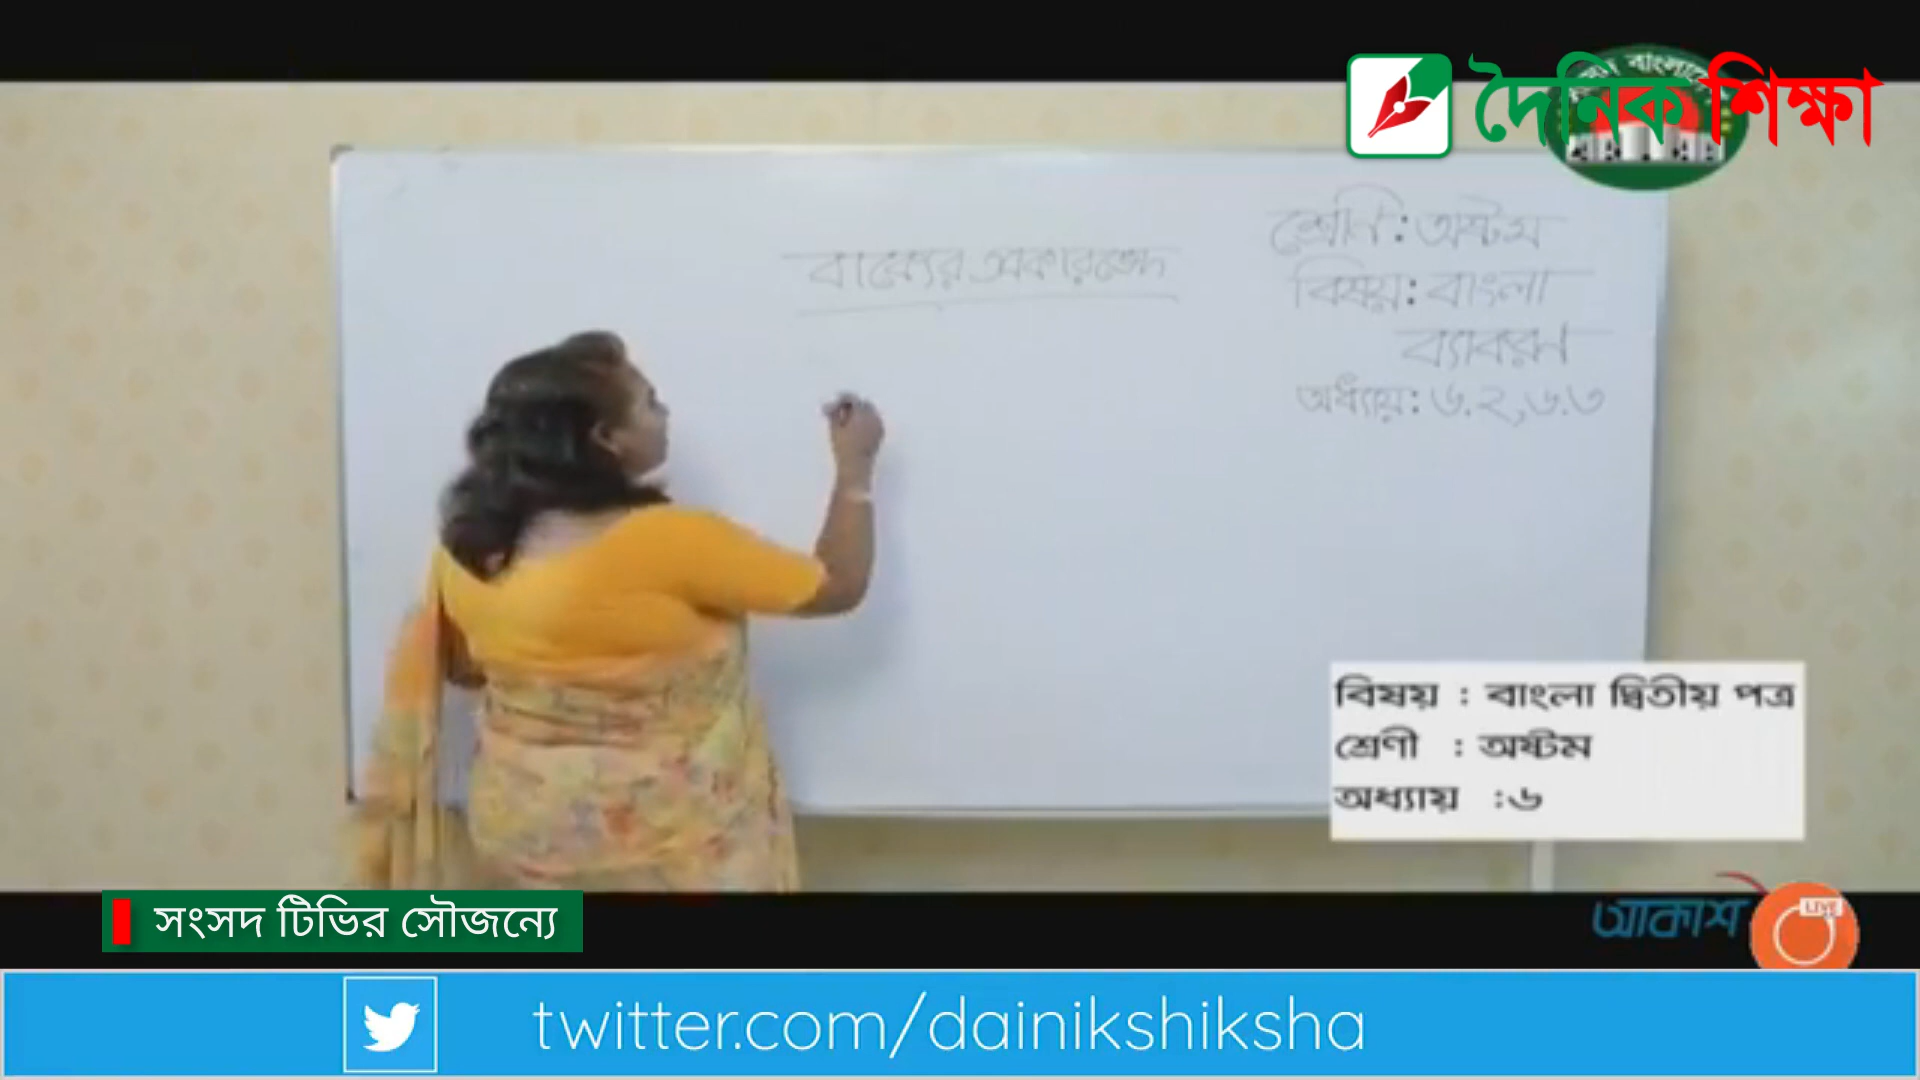 দৈনিক শিক্ষা
বাক্যের প্রকারভেদ
শ্রেণি: অষ্টম
বিষয়: বাংলা
ব্যাকরণ
অধ্যায়: ৬.২, ৬.৩
বিষয় : বাংলা দ্বিতীয় পত্র
শ্রেণী : অষ্টম
অধ্যায় :৬
সংসদ টিভির সৌজন্যে
আকাশ
LIVE
twitter.com/dainikshiksha